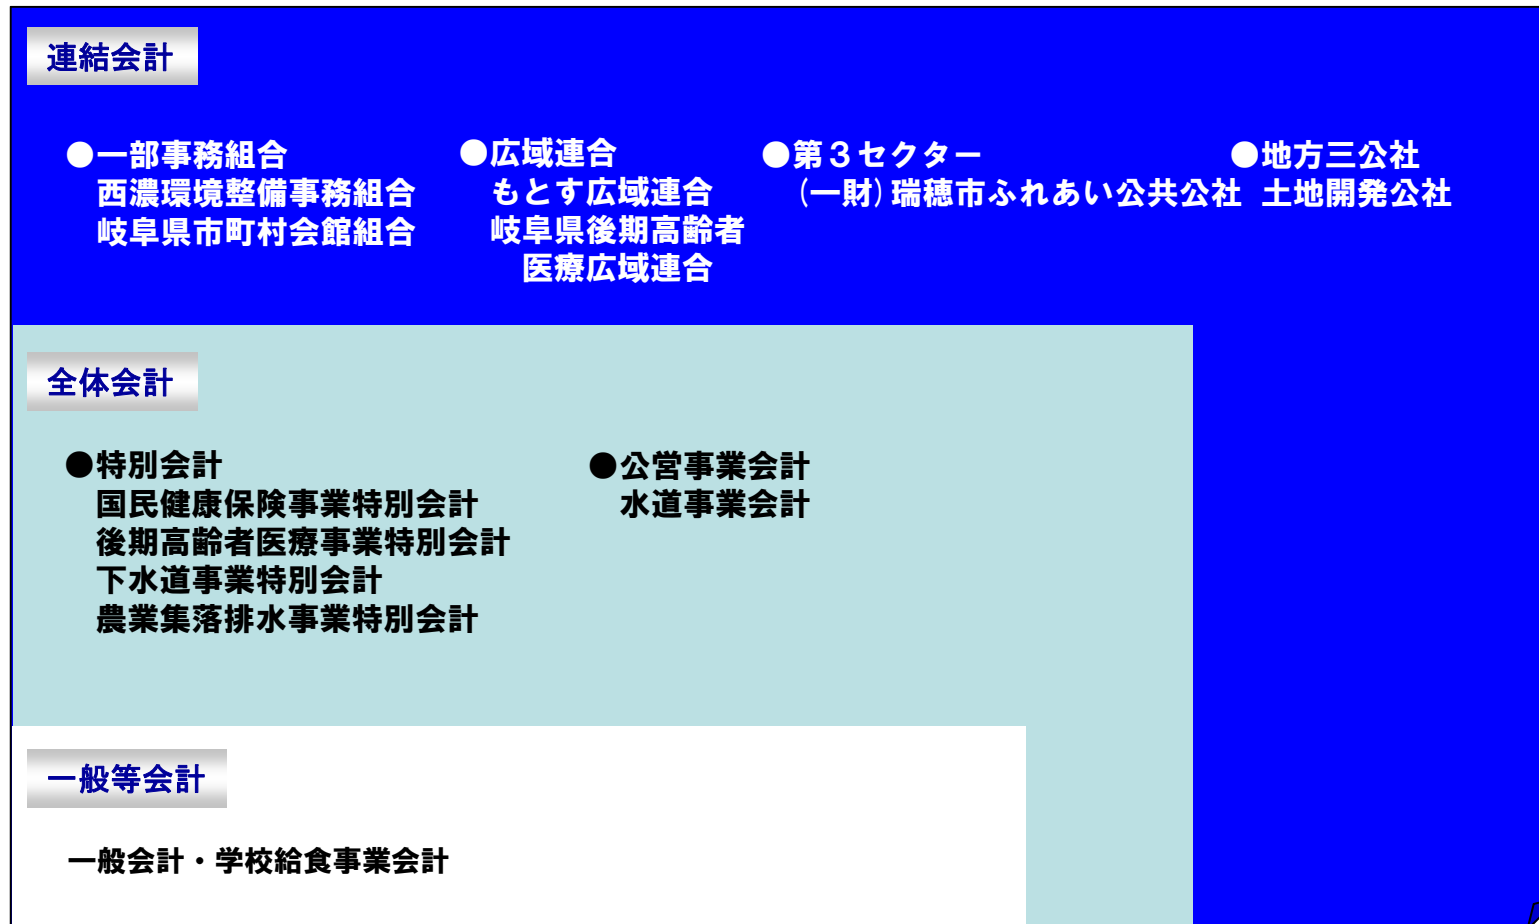 連結会計
●一部事務組合
西濃環境整備事務組合
岐阜県市町村会館組合
●広域連合
もとす広域連合
岐阜県後期高齢者
医療広域連合
●第３セクター
(一財)瑞穂市ふれあい公共公社
●地方三公社
土地開発公社
全体会計
●特別会計
国民健康保険事業特別会計
後期高齢者医療事業特別会計
下水道事業特別会計
農業集落排水事業特別会計
●公営事業会計
水道事業会計
一般等会計
一般会計・学校給食事業会計